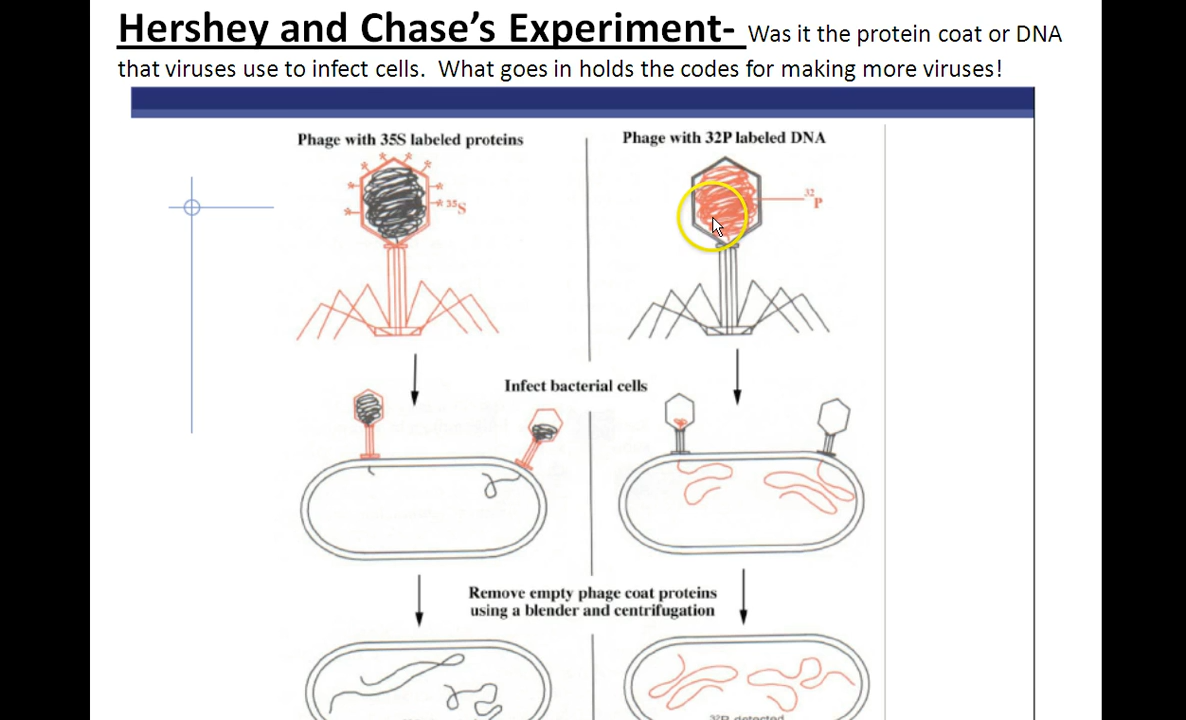 Hershey and Chase’s Experiment- Was it the protein coat or DNA
that viruses use to infect cells.  What goes in holds the codes for making more viruses!
Phage with 35S labeled proteins
Phage with 32P labeled DNA
35S
32P
Infect bacterial cells
Remove empty phage coat proteins
using a blender and centrifugation
32P detected